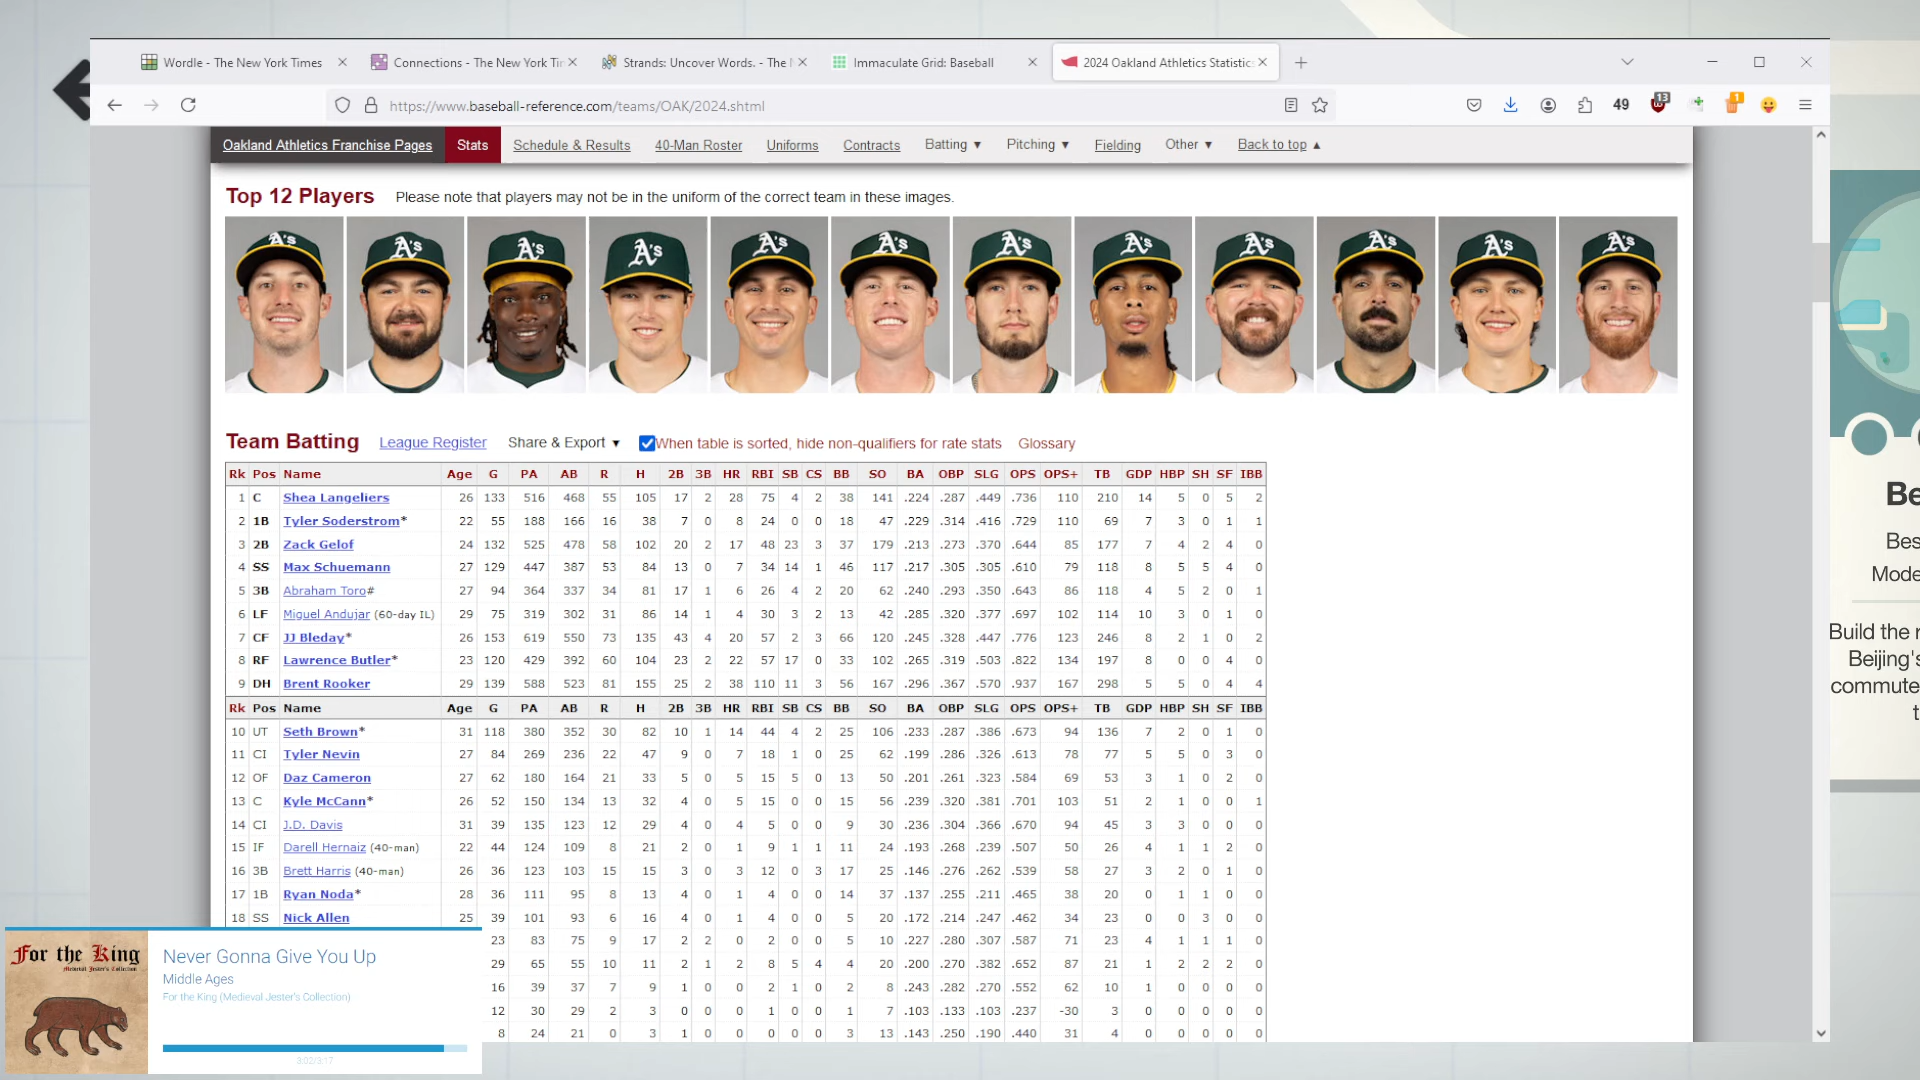 Wordle - The New York Times
Connections - The New York Tir
Strands: Uncover Words. - The
Immaculate Grid: Baseball
2024 Oakland Athletics Statistic
https://www.baseball-reference.com/teams/OAK/2024.shtml
49
13
1
Oakland Athletics Franchise Pages Stats Schedule & Results 40-Man Roster Uniforms Contracts Batting ▼ Pitching ▼ Fielding Other ▼ Back to top ▲
Top 12 Players Please note that players may not be in the uniform of the correct team in these images.
Team Batting League Register Share & Export ▼ When table is sorted, hide non-qualifiers for rate stats Glossary
Rk Pos Name Age G PA AB R H 2B 3B HR RBI SB CS BB SO BA OBP SLG OPS OPS+ TB GDP HBP SH SF IBB
1 C Shea Langeliers 26 133 516 468 55 105 17 2 28 75 4 2 38 141 .224 .287 .449 .736 110 210 14 5 0 5 2
2 1B Tyler Soderstrom* 22 55 188 166 16 38 7 0 8 24 0 0 18 47 .229 .314 .416 .729 110 69 7 3 0 1 1
3 2B Zack Gelof 24 132 525 478 58 102 20 2 17 48 23 3 37 179 .213 .273 .370 .644 85 177 7 4 2 4 0
4 SS Max Schuemann 27 129 447 387 53 84 13 0 7 34 14 1 46 117 .217 .305 .305 .610 79 118 8 5 5 4 0
5 3B Abraham Toro# 27 94 364 337 34 81 17 1 6 26 4 2 20 62 .240 .293 .350 .643 86 118 4 5 2 0 1
6 LF Miguel Andujar (60-day IL) 29 75 319 302 31 86 14 1 4 30 3 2 13 42 .285 .320 .377 .697 102 114 10 3 0 1 0
7 CF JJ Bleday* 26 153 619 550 73 135 43 4 20 57 2 3 66 120 .245 .328 .447 .776 123 246 8 2 1 0 2
8 RF Lawrence Butler* 23 120 429 392 60 104 23 2 22 57 17 0 33 102 .265 .319 .503 .822 134 197 8 0 0 4 0
9 DH Brent Rooker 29 139 588 523 81 155 25 2 38 110 11 3 56 167 .296 .367 .570 .937 167 298 5 5 0 4 4
Rk Pos Name Age G PA AB R H 2B 3B HR RBI SB CS BB SO BA OBP SLG OPS OPS+ TB GDP HBP SH SF IBB
10 UT Seth Brown* 31 118 380 352 30 82 10 1 14 44 4 2 25 106 .233 .287 .386 .673 94 136 7 2 0 1 0
11 CI Tyler Nevin 27 84 269 236 22 47 9 0 7 18 1 0 25 62 .199 .286 .326 .613 78 77 5 5 0 3 0
12 OF Daz Cameron 27 62 180 164 21 33 5 0 5 15 5 0 13 50 .201 .261 .323 .584 69 53 3 1 0 2 0
13 C Kyle McCann* 26 52 150 134 13 32 4 0 5 15 0 0 15 56 .239 .320 .381 .701 103 51 2 1 0 0 1
14 CI J.D. Davis 31 39 135 123 12 29 4 0 4 5 0 0 9 30 .236 .304 .366 .670 94 45 3 3 0 0 0
15 IF Darell Hernaiz (40-man) 22 44 124 109 8 21 2 0 1 9 1 1 11 24 .193 .268 .239 .507 50 26 4 1 1 2 0
16 3B Brett Harris (40-man) 26 36 123 103 15 15 3 0 3 12 0 3 17 25 .146 .276 .262 .539 58 27 3 2 0 1 0
17 1B Ryan Noda* 28 36 111 95 8 13 4 0 1 4 0 0 14 37 .137 .255 .211 .465 38 20 0 1 1 0 0
18 SS Nick Allen 25 39 101 93 6 16 4 0 1 4 0 0 5 20 .172 .214 .247 .462 34 23 0 0 3 0 0
23 83 75 9 17 2 2 0 2 0 0 5 10 .227 .280 .307 .587 71 23 4 1 1 1 0
29 65 55 10 11 2 1 2 8 5 4 4 20 .200 .270 .382 .652 87 21 1 2 2 2 0
16 39 37 7 9 1 0 0 2 1 0 2 8 .243 .282 .270 .552 62 10 1 0 0 0 0
12 30 29 2 3 0 0 0 1 0 0 1 7 .103 .133 .103 .237 -30 3 0 0 0 0 0
8 24 21 0 3 1 0 0 0 0 0 3 13 .143 .250 .190 .440 31 4 0 0 0 0 0
For the King
Medieval Jester's Collection
Never Gonna Give You Up
Middle Ages
For the King (Medieval Jester's Collection)
3:02/3:17
Be
Bes
Mode
Build the r
Beijing's
commute
t